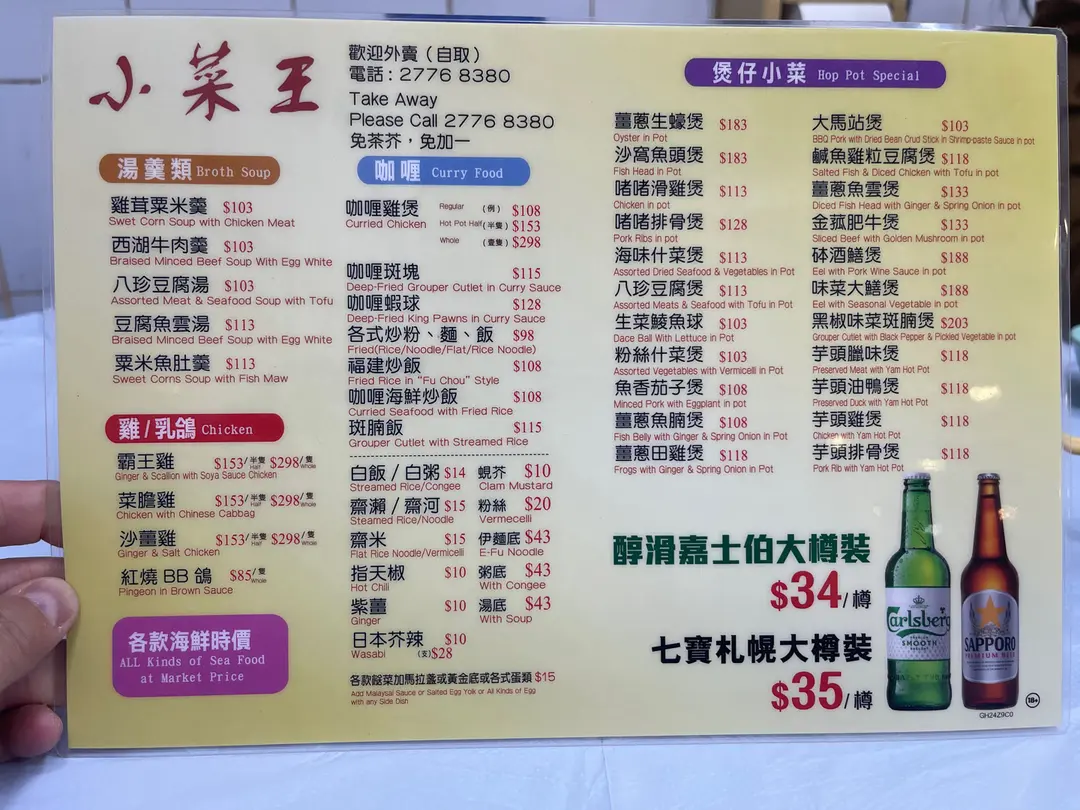 小菜王
歡迎外賣(自取)
電話:2776 8380
Take Away
Please Call 2776 8380
免茶芥,免加一
湯羹類 Broth Soup
雞茸粟米羹 $103
Swet Corn Soup with Chicken Meat
西湖牛肉羹 $103
Braised Minced Beef Soup With Egg White
八珍豆腐湯 $103
Assorted Meat & Seafood Soup with Tofu
豆腐魚雲湯 $113
Braised Minced Beef Soup With Egg White
粟米魚肚羹 $113
Sweet Corns Soup with Fish Maw
雞/乳鴿 Chicken
霸王雞 $153/半隻 Half $298/隻 Whole
Ginger & Scallion with Soya Sauce Chicken
菜膽雞 $153/半隻 Half $298/隻 Whole
Chicken with Chinese Cabbag
沙薑雞 $153/半隻 Half $298/隻 Whole
Ginger & Salt Chicken
紅燒 BB 鴿 $85/隻 Whole
Pingeon in Brown Sauce
各款海鮮時價
ALL Kinds of Sea Food
at Market Price
咖喱 Curry Food
咖喱雞煲 Regular (例) $108
Curried Chicken Hot Pot Half(半隻) $153
Whole (壹隻) $298
咖喱斑塊 $115
Deep-Fried Grouper Cutlet in Curry Sauce
咖喱蝦球 $128
Deep-Fried King Pawns in Curry Sauce
各式炒粉、麵、飯 $98
Fried(Rice/Noodle/Flat/Rice Noodle)
福建炒飯 $108
Fried Rice in "Fu Chou" Style
咖喱海鮮炒飯 $108
Curried Seafood with Fried Rice
斑腩飯 $115
Grouper Cutlet with Streamed Rice
白飯/白粥 $14 蜆芥 $10
Streamed Rice/Congee Clam Mustard
齋瀨/齋河 $15 粉絲 $20
Steamed Rice/Noodle Vermecelli
齋米 $15 伊麵底 $43
Flat Rice Noodle/Vermicelli E-Fu Noodle
指天椒 $10 粥底 $43
Hot Chili With Congee
紫薑 $10 湯底 $43
Ginger With Soup
日本芥辣 $10
Wasabi (支)$28
各款餸菜加馬拉盞或黃金底或各式蛋類 $15
Add Malaysal Sauce or Salted Egg Yolk or All Kinds of Egg
with any Side Dish
煲仔小菜 Hop Pot Special
薑蔥生蠔煲 $183
Oyster in Pot
沙窩魚頭煲 $183
Fish Head in Pot
啫啫滑雞煲 $113
Chicken in pot
啫啫排骨煲 $128
Pork Ribs in pot
海味什菜煲 $113
Assorted Dried Seafood & Vegetables in Pot
八珍豆腐煲 $113
Assorted Meats & Seafood with Tofu in Pot
生菜鯪魚球 $103
Dace Ball With Lettuce in Pot
粉絲什菜煲 $103
Assorted Vegetables with Vermicelli in Pot
魚香茄子煲 $108
Minced Pork with Eggplant in pot
薑蔥魚腩煲 $108
Fish Belly with Ginger & Spring Onion in Pot
薑蔥田雞煲 $118
Frogs with Ginger & Spring Onion in Pot
大馬站煲 $103
BBQ Pork with Dried Bean Crud Stick in Shrimp-paste Sauce in pot
鹹魚雞粒豆腐煲 $118
Salted Fish & Diced Chicken with Tofu in pot
薑蔥魚雲煲 $133
Diced Fish Head with Ginger & Spring Onion in pot
金菰肥牛煲 $133
Sliced Beef with Golden Mushroom in pot
砵酒鱔煲 $188
Eel with Pork Wine Sauce in pot
味菜大鱔煲 $188
Eel with Seasonal Vegetable in pot
黑椒味菜斑腩煲 $203
Grouper Cutlet with Black Pepper & Pickled Vegetable in pot
芋頭臘味煲 $118
Preserved Meat with Yam Hot Pot
芋頭油鴨煲 $118
Preserved Duck with Yam Hot Pot
芋頭雞煲 $118
Chicken with Yam Hot Pot
芋頭排骨煲 $118
Pork Rib with Yam Hot Pot
醇滑嘉士伯大樽裝
$34/樽
七寶札幌大樽裝
$35/樽
Carlsberg
SMOOTH
SAPPORO
PREMIUM BEER
18+
GH24Z9C0